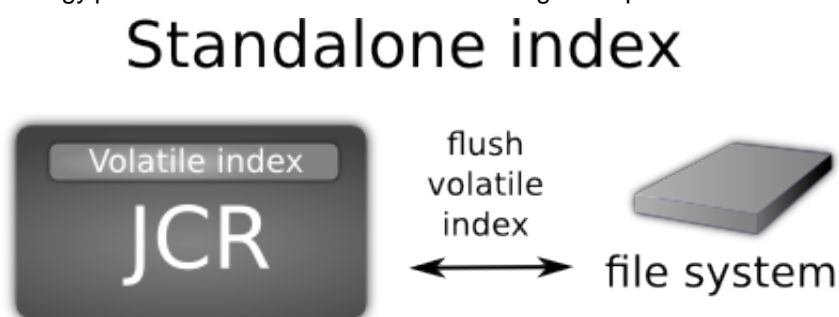 Standalone index
Volatile index
JCR
flush
volatile
index
file system